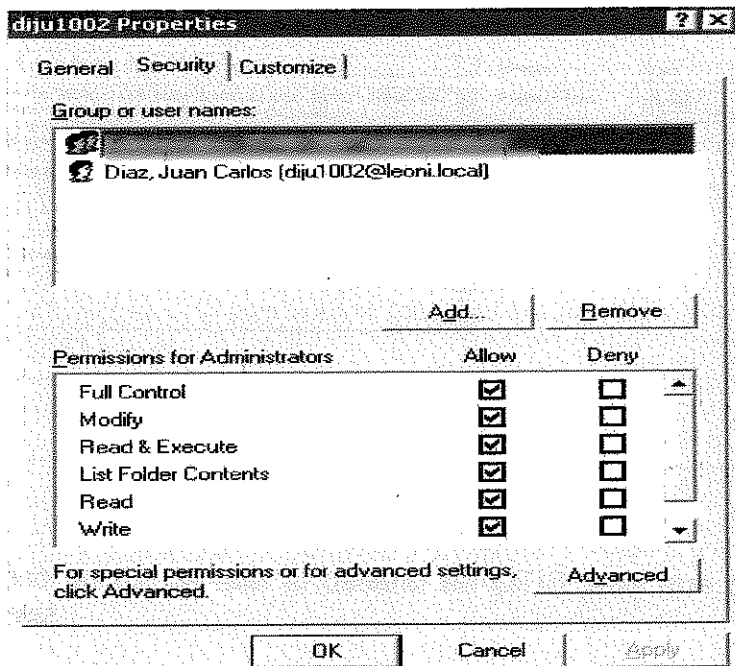 diju1002 Properties
General Security Customize
Group or user names:
Diaz, Juan Carlos (diju1002@leoni.local)
Add... Remove
Permissions for Administrators Allow Deny
Full Control
Modify
Read & Execute
List Folder Contents
Read
Write
For special permissions or for advanced settings,
click Advanced.
Advanced
OK Cancel Apply